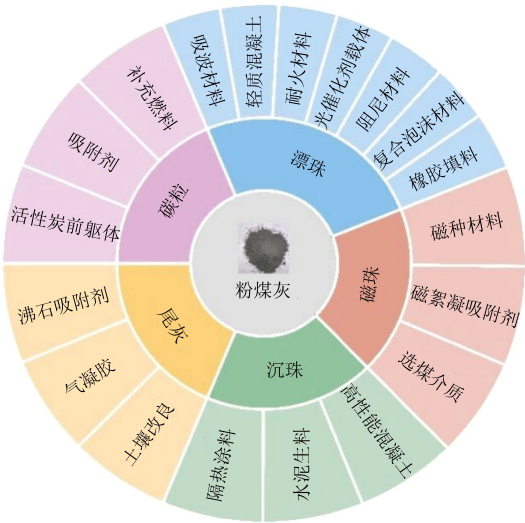 粉煤灰
漂珠
吸波材料
轻质混凝土
耐火材料
光催化剂载体
阻尼材料
复合泡沫材料
橡胶填料
磁珠
磁种材料
磁絮凝吸附剂
选煤介质
沉珠
高性能混凝土
水泥生料
隔热涂料
尾灰
土壤改良
气凝胶
沸石吸附剂
碳粒
活性炭前躯体
吸附剂
补充燃料